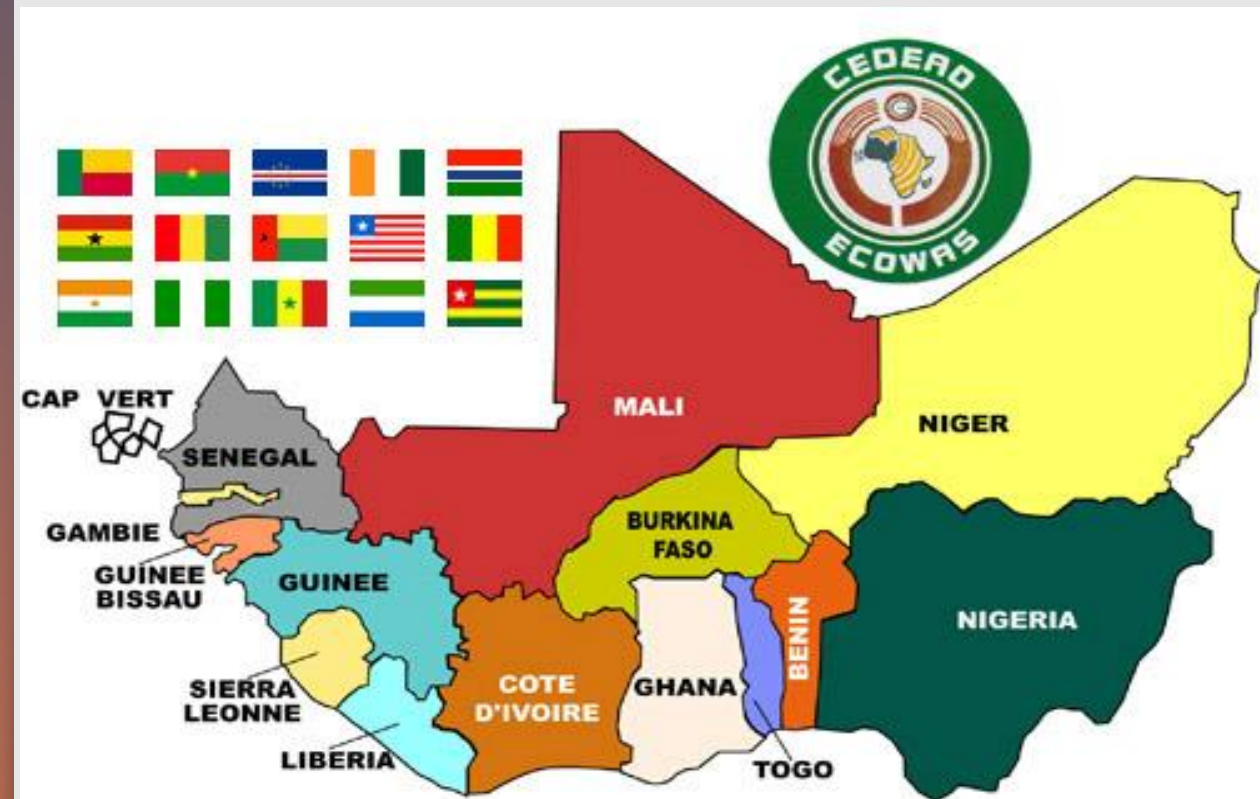 CEDEAO
ECOWAS
MALI
CAP VERT
NIGER
SENEGAL
BURKINA
FASO
GAMBIE
GUINEE
BISSAU
GUINEE
NIGERIA
BENIN
SIERRA
LEONNE
COTE
D'IVOIRE
GHANA
LIBERIA
TOGO